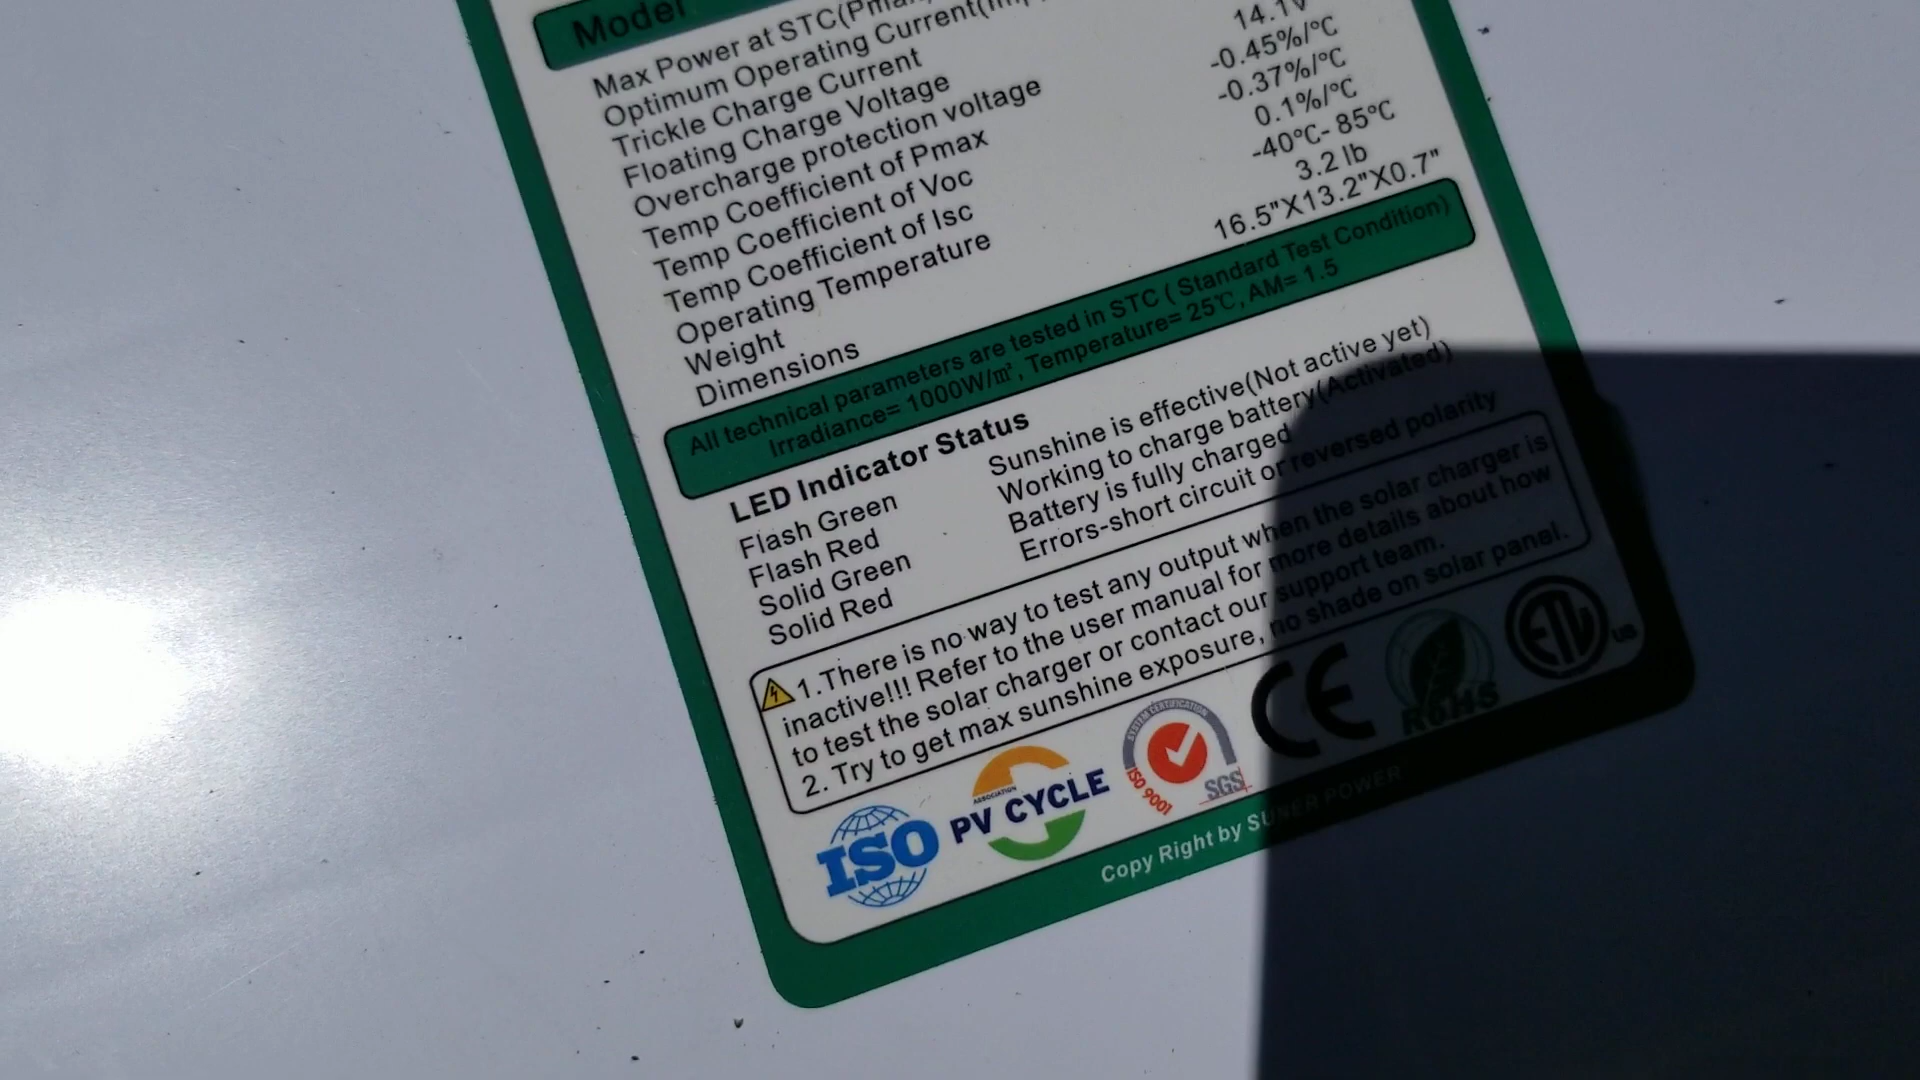 Model
Max Power at STC(Pmax)
Optimum Operating Current(Imp)
Trickle Charge Current
Floating Charge Voltage
Overcharge protection voltage 14.1V
Temp Coefficient of Pmax -0.45%/°C
Temp Coefficient of Voc -0.37%/°C
Temp Coefficient of Isc 0.1%/°C
Operating Temperature -40°C- 85°C
Weight 3.2 lb
Dimensions 16.5"X13.2"X0.7"
All technical parameters are tested in STC ( Standard Test Condition)
Irradiance= 1000W/㎡, Temperature= 25℃, AM= 1.5
LED Indicator Status
Flash Green Sunshine is effective(Not active yet)
Flash Red Working to charge battery(Activated)
Solid Green Battery is fully charged
Solid Red Errors-short circuit or reversed polarity
1.There is no way to test any output when the solar charger is
inactive!!! Refer to the user manual for more details about how
to test the solar charger or contact our support team.
2. Try to get max sunshine exposure, no shade on solar panel.
ISO
ASSOCIATION
PV CYCLE
SYSTEM CERTIFICATION
ISO 9001
SGS
CE
RoHS
ETL
us
Copy Right by SUNER POWER